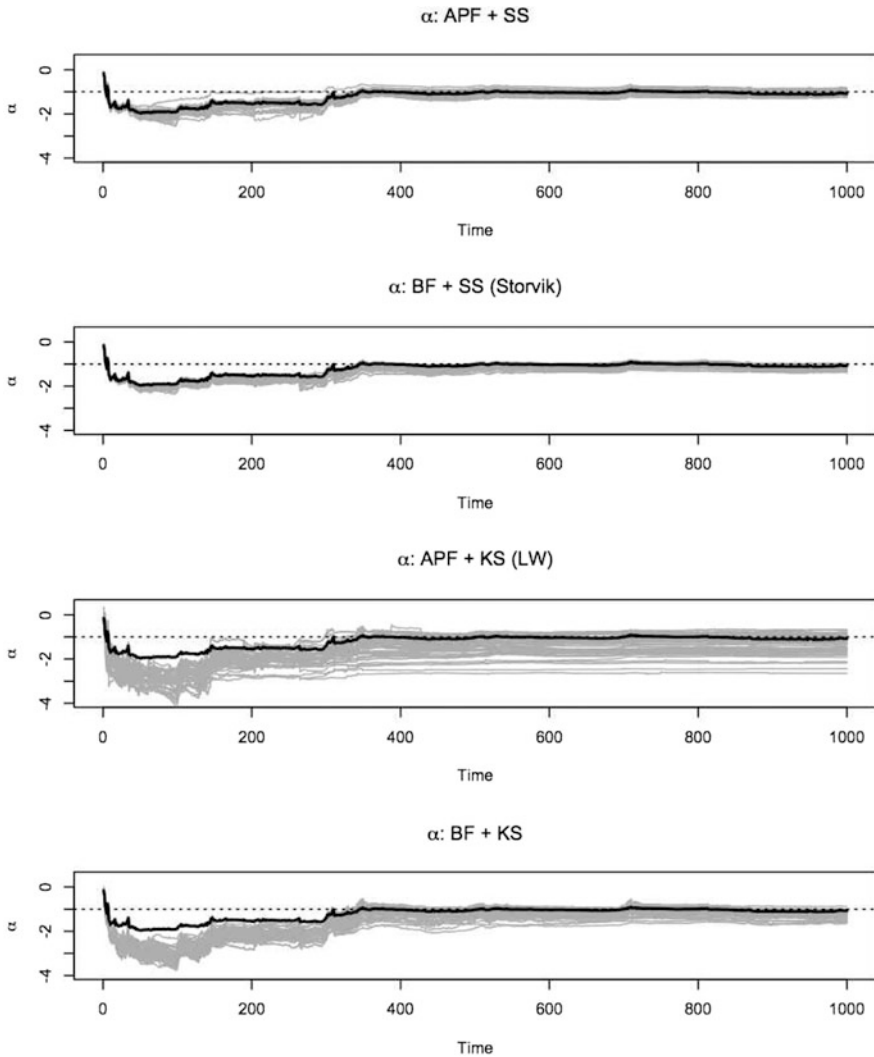 α: APF + SS
0
-2
-4
α
0 200 400 600 800 1000
Time
α: BF + SS (Storvik)
0
-2
-4
α
0 200 400 600 800 1000
Time
α: APF + KS (LW)
0
-2
-4
α
0 200 400 600 800 1000
Time
α: BF + KS
0
-2
-4
α
0 200 400 600 800 1000
Time